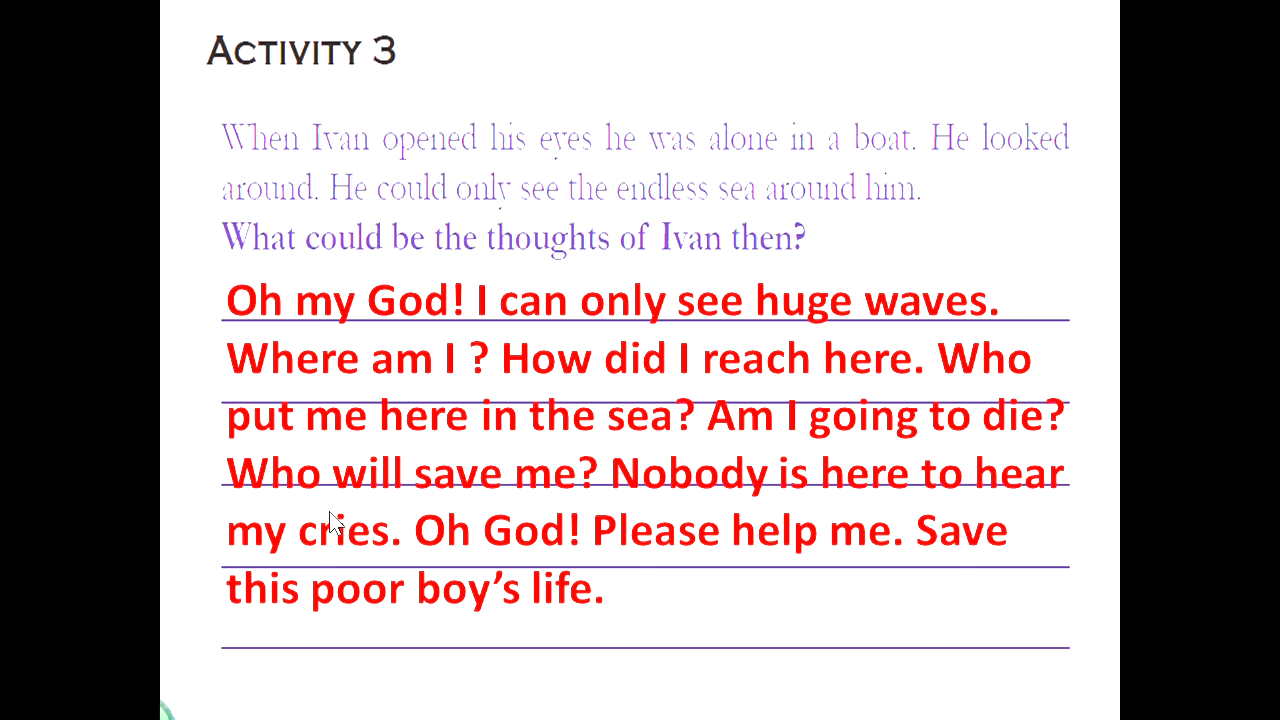 ACTIVITY 3
When Ivan opened his eyes he was alone in a boat. He looked
around. He could only see the endless sea around him.
What could be the thoughts of Ivan then?
Oh my God! I can only see huge waves.
Where am I ? How did I reach here. Who
put me here in the sea? Am I going to die?
Who will save me? Nobody is here to hear
my cries. Oh God! Please help me. Save
this poor boy’s life.